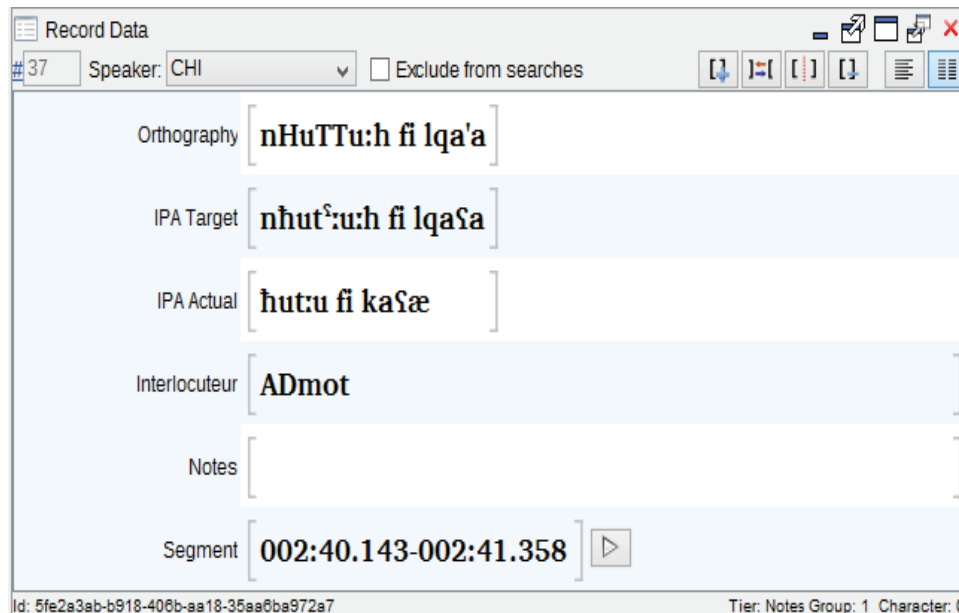 Record Data
# 37 Speaker: CHI Exclude from searches
Orthography nHuTTu:h fi lqa'a
IPA Target nħutˤːuːh fi lqaʕa
IPA Actual ħutːu fi kaʕæ
Interlocuteur ADmot
Notes
Segment 002:40.143-002:41.358
Id: 5fe2a3ab-b918-406b-aa18-35aa6ba972a7 Tier: Notes Group: 1 Character: